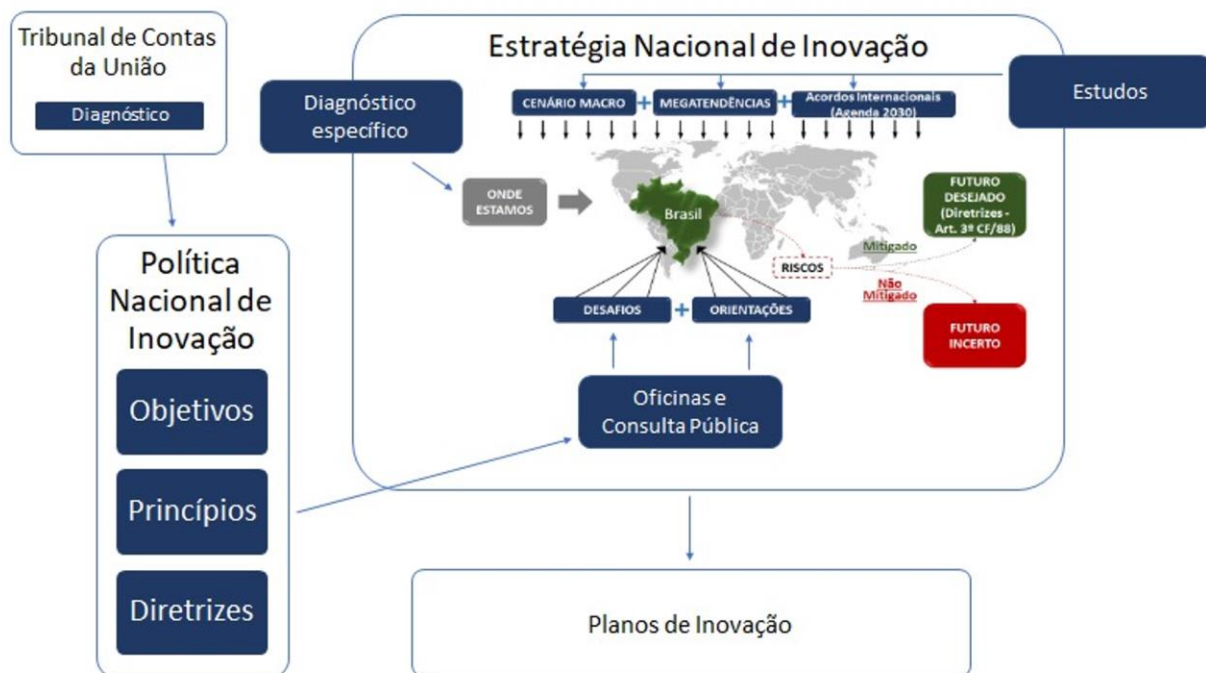 Tribunal de Contas
da União
Diagnóstico
Política
Nacional de
Inovação
Objetivos
Princípios
Diretrizes
Estratégia Nacional de Inovação
Diagnóstico
específico
CENÁRIO MACRO
+
MEGATENDÊNCIAS
+
Acordos Internacionais
(Agenda 2030)
Estudos
ONDE
ESTAMOS
Brasil
RISCOS
Mitigado
Não
Mitigado
FUTURO
DESEJADO
(Diretrizes -
Art. 3º CF/88)
FUTURO
INCERTO
DESAFIOS
+
ORIENTAÇÕES
Oficinas e
Consulta Pública
Planos de Inovação